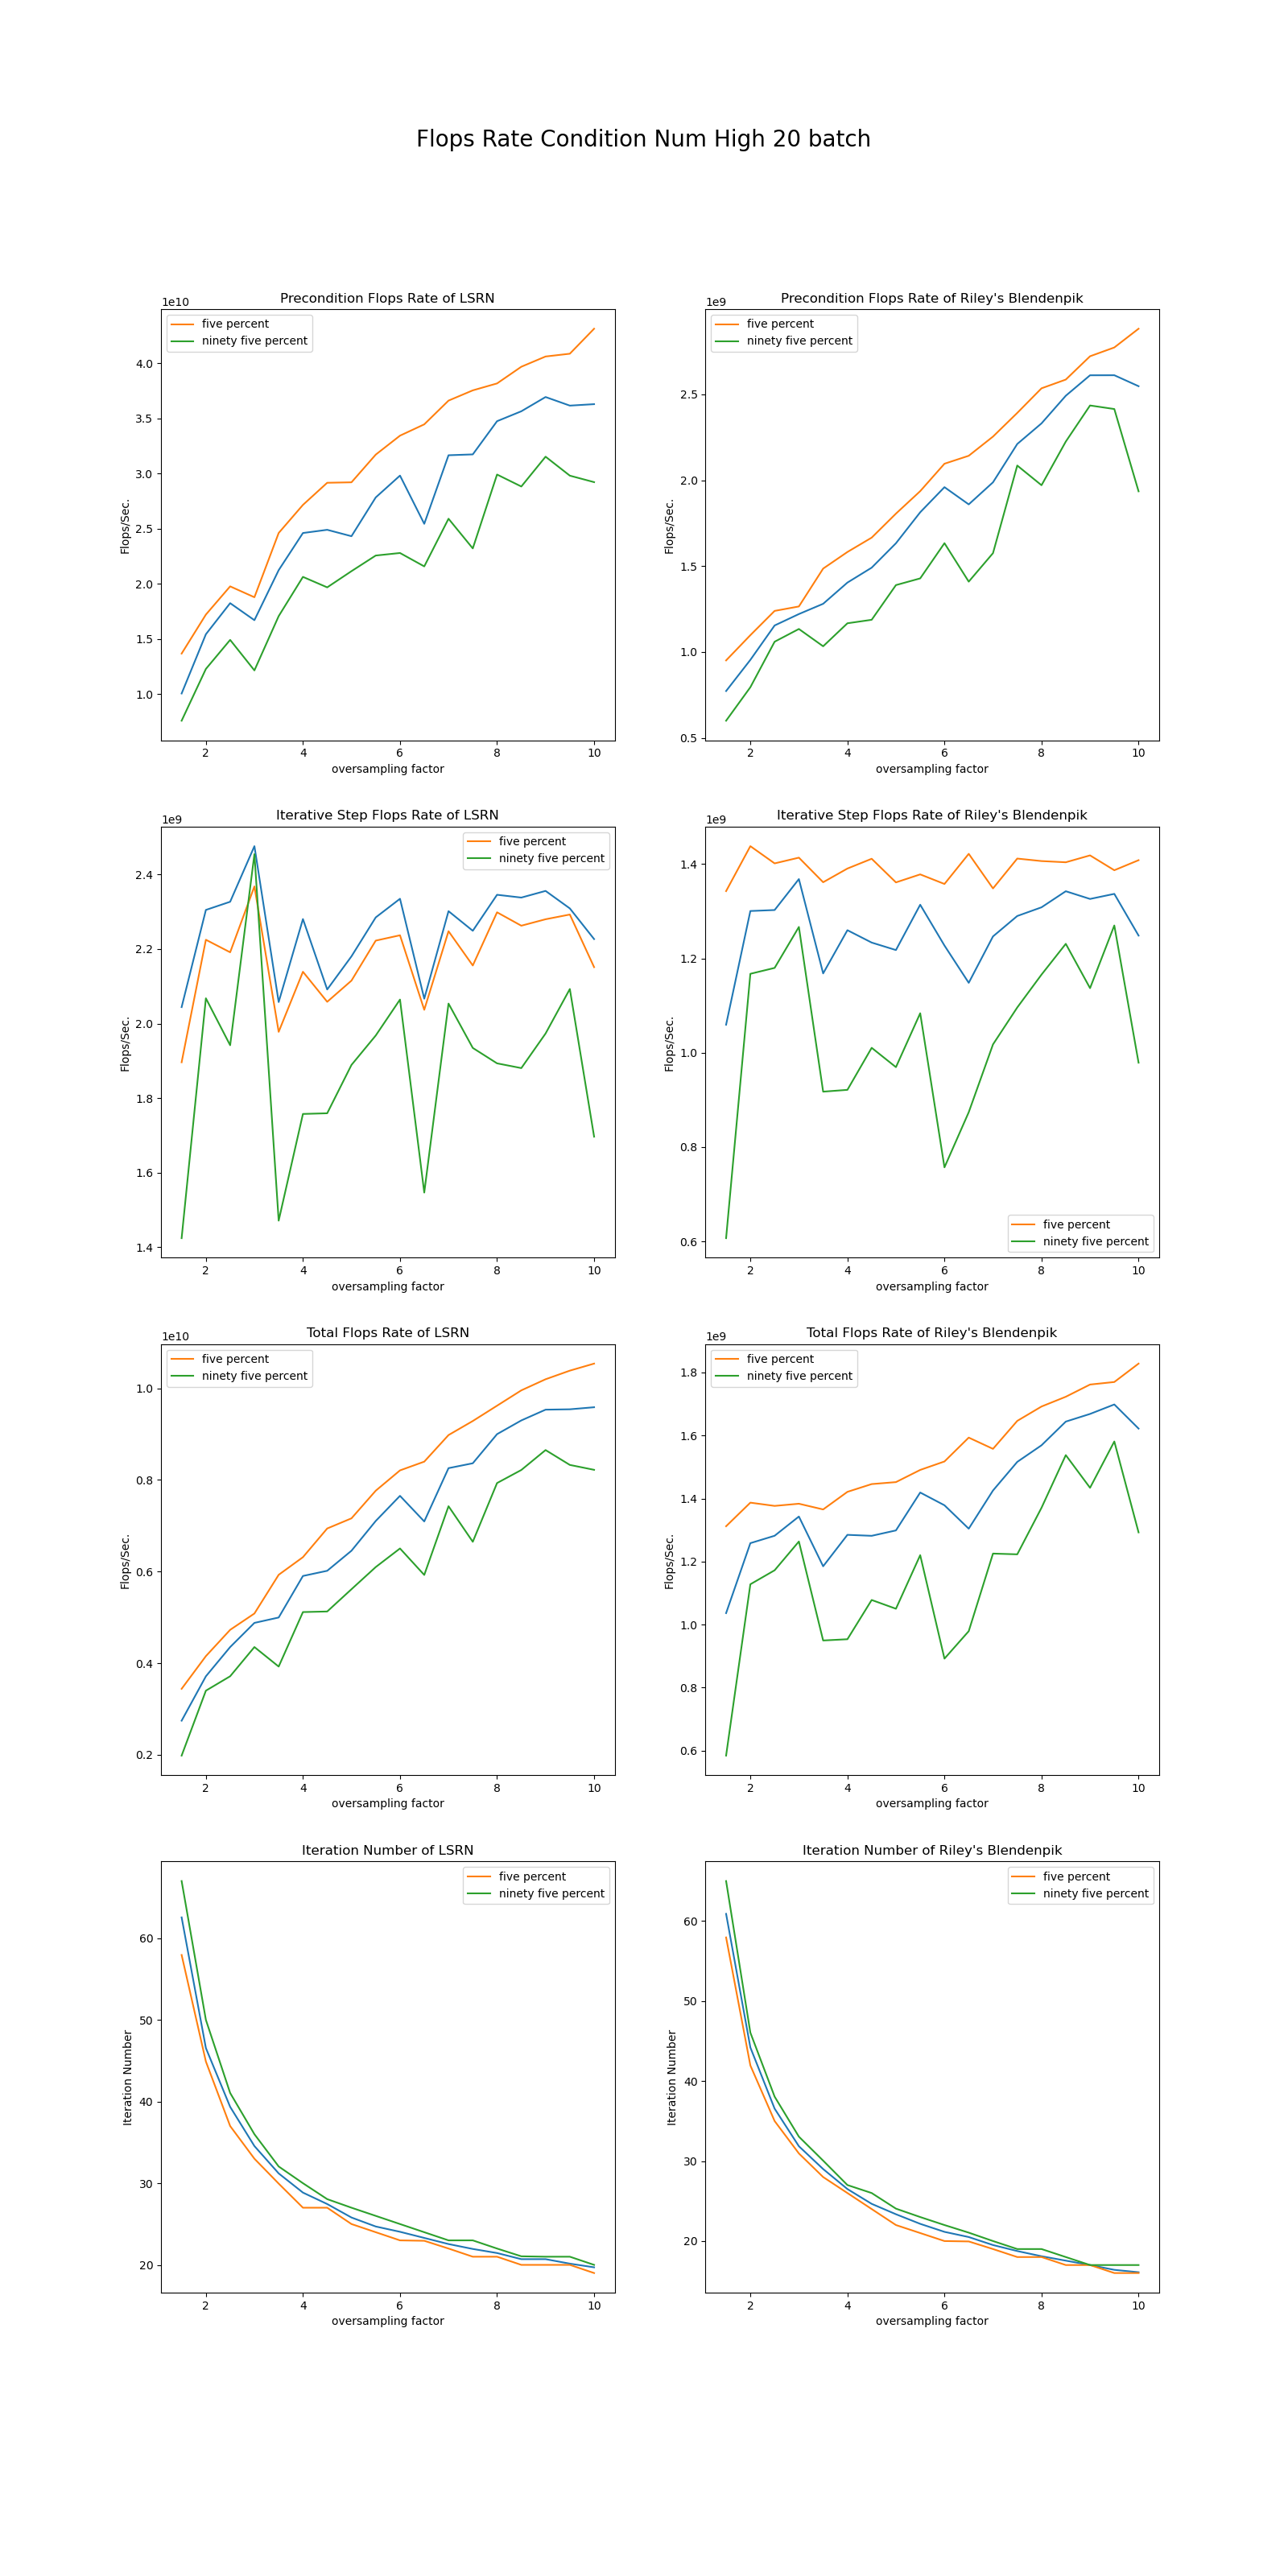 Flops Rate Condition Num High 20 batch
Precondition Flops Rate of LSRN
1e10
five percent
ninety five percent
4.0
3.5
3.0
2.5
2.0
1.5
1.0
Flops/Sec.
2 4 6 8 10
oversampling factor
Precondition Flops Rate of Riley's Blendenpik
1e9
five percent
ninety five percent
2.5
2.0
1.5
1.0
0.5
Flops/Sec.
2 4 6 8 10
oversampling factor
Iterative Step Flops Rate of LSRN
1e9
five percent
ninety five percent
2.4
2.2
2.0
1.8
1.6
1.4
Flops/Sec.
2 4 6 8 10
oversampling factor
Iterative Step Flops Rate of Riley's Blendenpik
1e9
1.4
1.2
1.0
0.8
0.6
Flops/Sec.
five percent
ninety five percent
2 4 6 8 10
oversampling factor
Total Flops Rate of LSRN
1e10
five percent
ninety five percent
1.0
0.8
0.6
0.4
0.2
Flops/Sec.
2 4 6 8 10
oversampling factor
Total Flops Rate of Riley's Blendenpik
1e9
five percent
ninety five percent
1.8
1.6
1.4
1.2
1.0
0.8
0.6
Flops/Sec.
2 4 6 8 10
oversampling factor
Iteration Number of LSRN
five percent
ninety five percent
60
50
40
30
20
Iteration Number
2 4 6 8 10
oversampling factor
Iteration Number of Riley's Blendenpik
five percent
ninety five percent
60
50
40
30
20
Iteration Number
2 4 6 8 10
oversampling factor